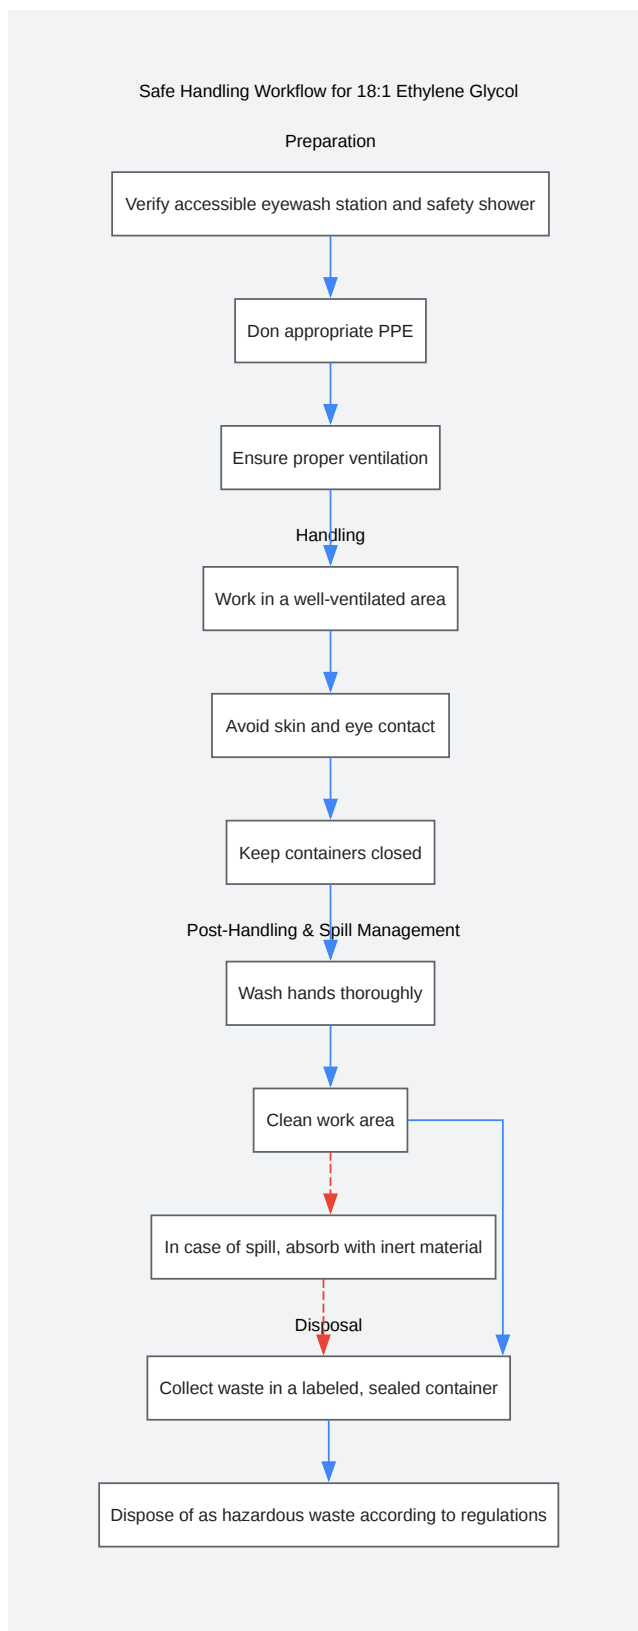 Safe Handling Workflow for 18:1 Ethylene Glycol
Preparation
Verify accessible eyewash station and safety shower
Don appropriate PPE
Ensure proper ventilation
Handling
Work in a well-ventilated area
Avoid skin and eye contact
Keep containers closed
Post-Handling & Spill Management
Wash hands thoroughly
Clean work area
In case of spill, absorb with inert material
Disposal
Collect waste in a labeled, sealed container
Dispose of as hazardous waste according to regulations